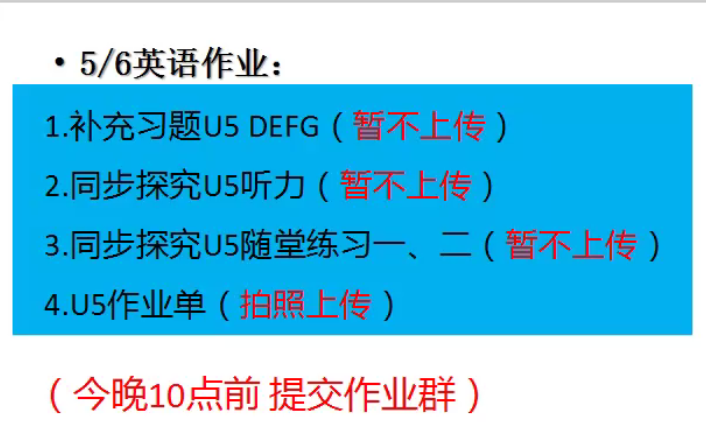 • 5/6英语作业：
1.补充习题U5 DEFG（暂不上传）
2.同步探究U5听力（暂不上传）
3.同步探究U5随堂练习一、二（暂不上传）
4.U5作业单（拍照上传）
（今晚10点前 提交作业群）